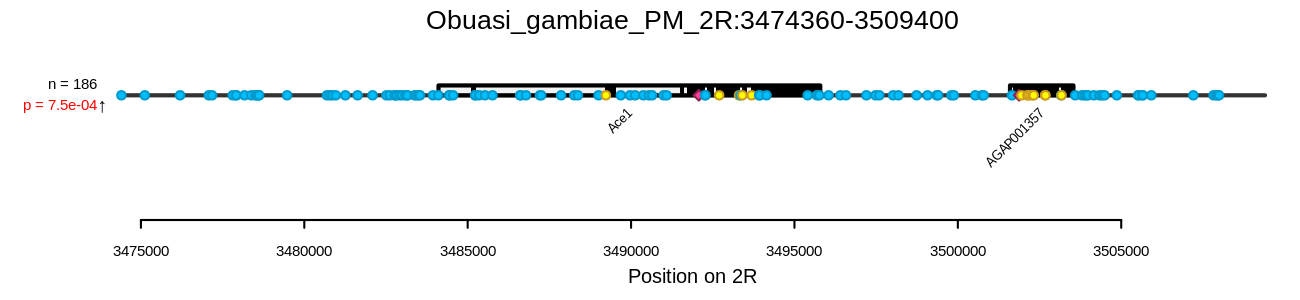 Obuasi_gambiae_PM_2R:3474360-3509400
n = 186
p = 7.5e-04↑
Ace1
AGAP001357
3475000 3480000 3485000 3490000 3495000 3500000 3505000
Position on 2R